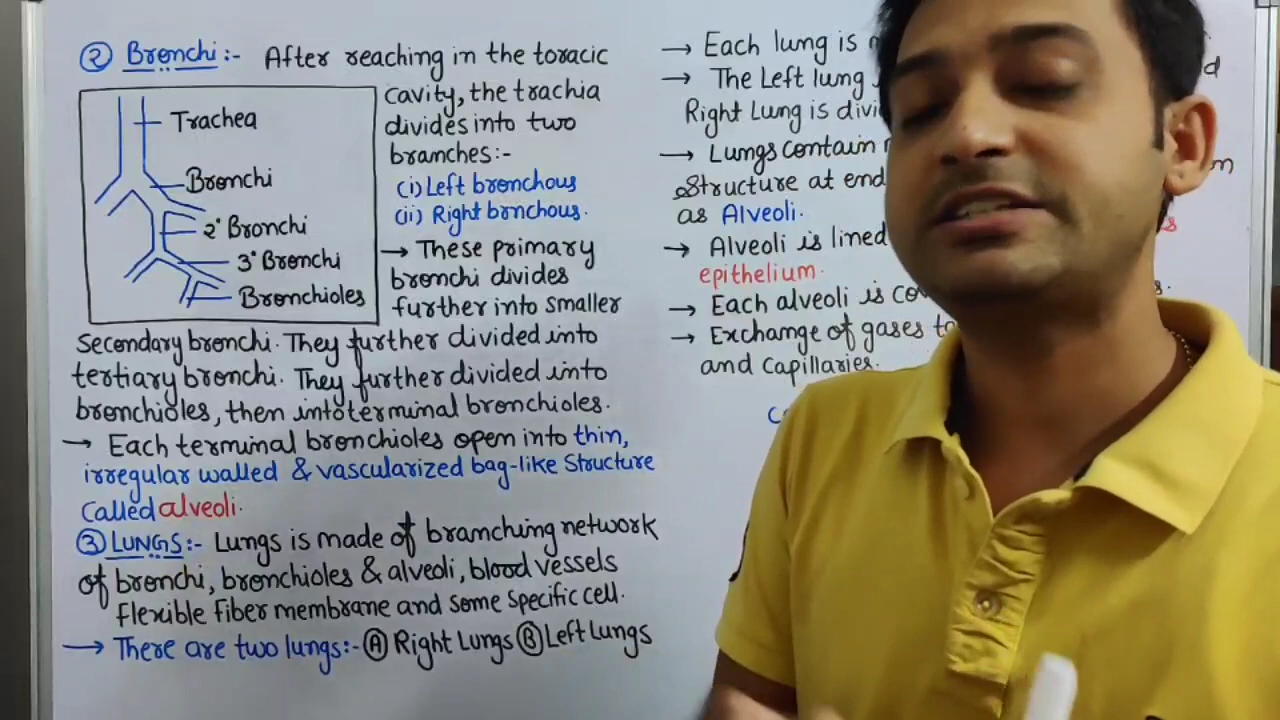 ② Bronchi:- After reaching in the toracic
cavity, the trachia
divides into two
branches:-
(i) Left bronchous
(ii) Right bonchous.
→ These primary
bronchi divides
further into smaller
Trachea
Bronchi
2° Bronchi
3° Bronchi
Bronchioles
Secondary bronchi. They further divided into
tertiary bronchi. They further divided into
bronchioles, then into terminal bronchioles.
→ Each terminal bronchioles open into thin,
irregular walled & vascularized bag-like Structure
Called alveoli.
③ LUNGS:- Lungs is made of bramching network
of bronchi, bronchioles & alveoli, blood vessels
flexible fiber membrane and some specific cell.
→ There are two lungs:- Ⓐ Right Lungs Ⓑ Left lungs
→ Each lung is
→ The Left lung
Right Lung is
→ Lungs contain
Structure at end
as Alveoli.
→ Alveoli is lined
epithelium.
→ Each alveoli is
→ Exchange of gases
and capillaries.